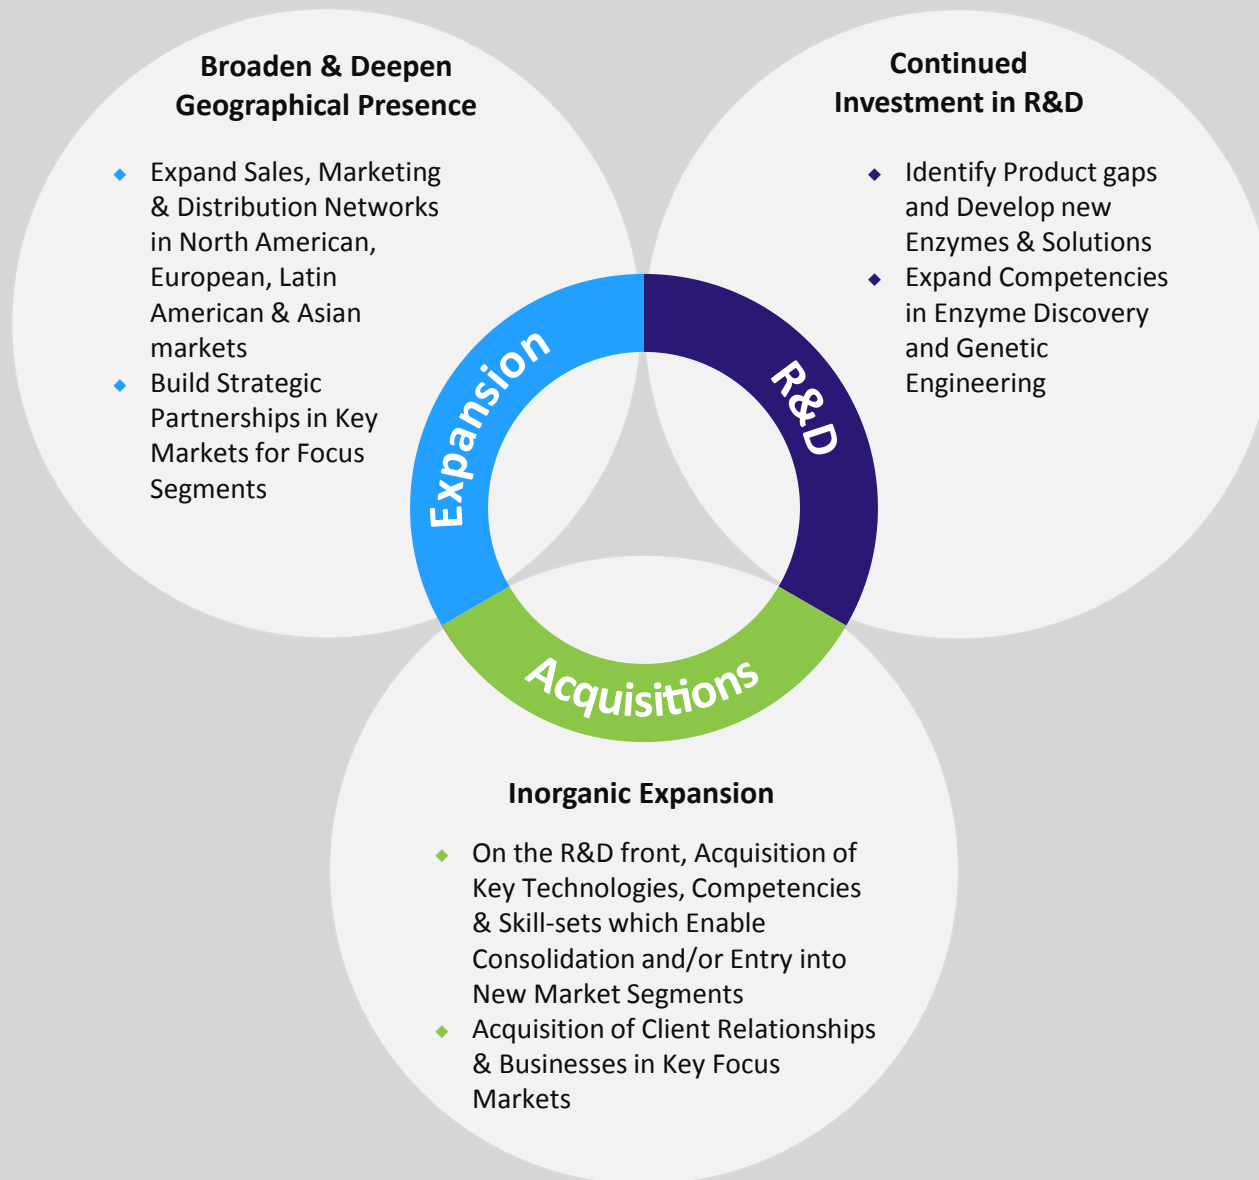 Broaden & Deepen
Geographical Presence
Expand Sales, Marketing
& Distribution Networks
in North American,
European, Latin
American & Asian
markets
Build Strategic
Partnerships in Key
Markets for Focus
Segments
Continued
Investment in R&D
Identify Product gaps
and Develop new
Enzymes & Solutions
Expand Competencies
in Enzyme Discovery
and Genetic
Engineering
Expansion
R&D
Acquisitions
Inorganic Expansion
On the R&D front, Acquisition of
Key Technologies, Competencies
& Skill-sets which Enable
Consolidation and/or Entry into
New Market Segments
Acquisition of Client Relationships
& Businesses in Key Focus
Markets